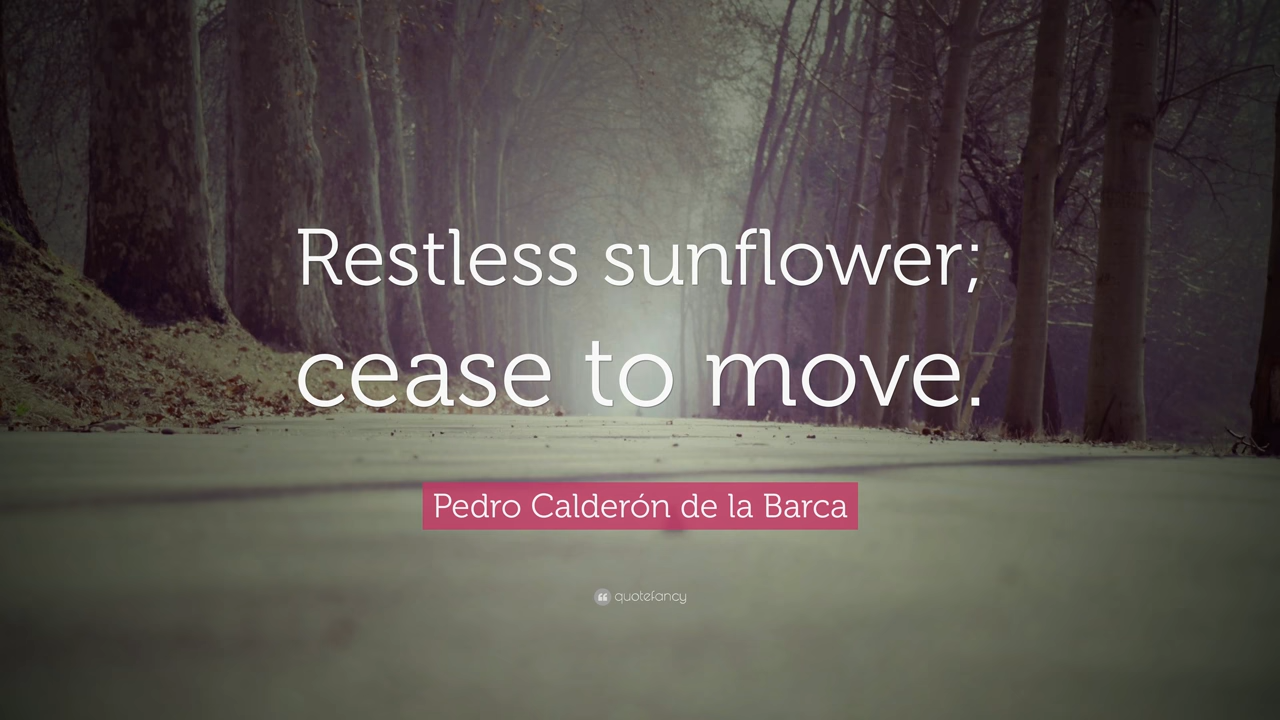 Restless sunflower;
cease to move.
Pedro Calderón de la Barca
quotefancy